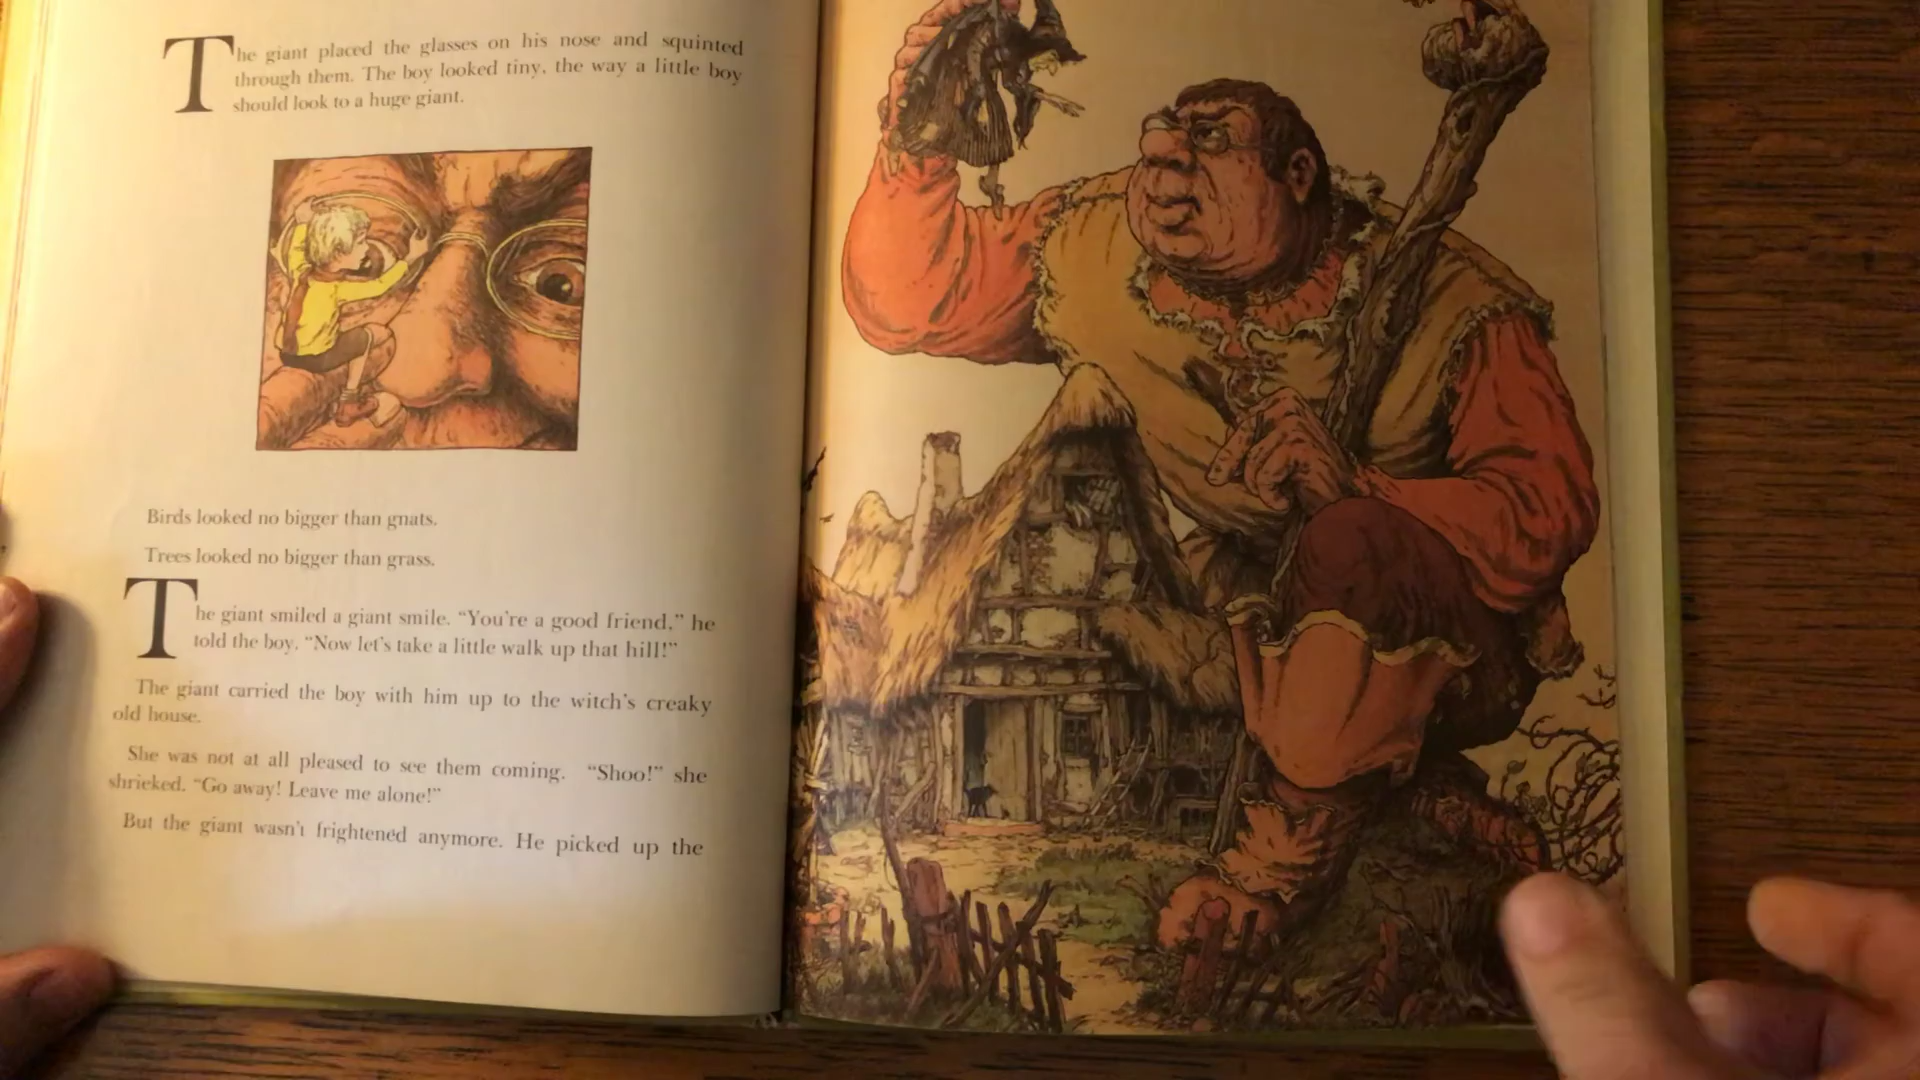 The giant placed the glasses on his nose and squinted
through them. The boy looked tiny, the way a little boy
should look to a huge giant.
Birds looked no bigger than gnats.
Trees looked no bigger than grass.
The giant smiled a giant smile. “You're a good friend,” he
told the boy. “Now let's take a little walk up that hill!”
The giant carried the boy with him up to the witch's creaky
old house.
She was not at all pleased to see them coming. “Shoo!” she
shrieked. “Go away! Leave me alone!”
But the giant wasn't frightened anymore. He picked up the